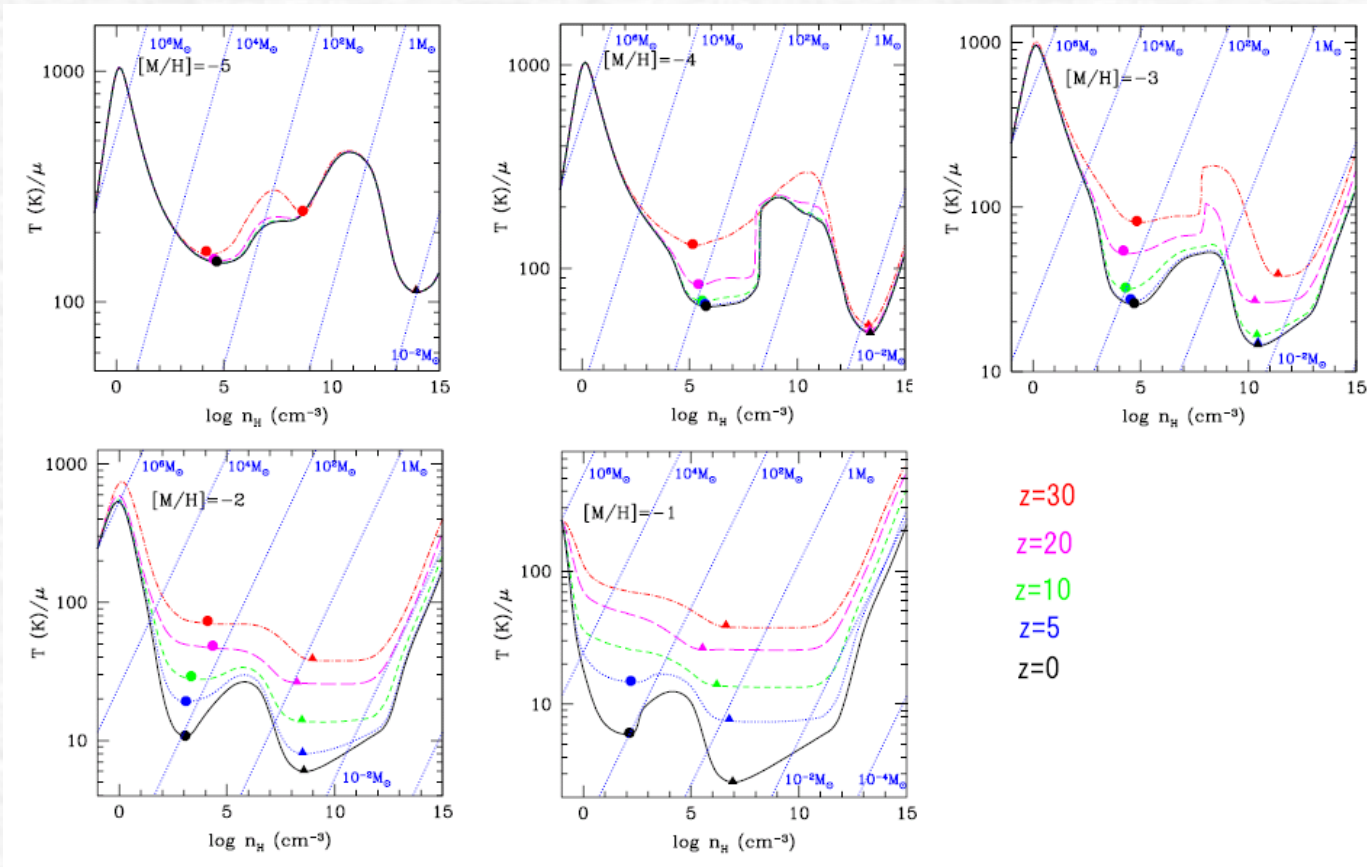 10⁶M☉ 10⁴M☉ 10²M☉ 1M☉
[M/H]=-5
1000
100
T (K)/μ
10⁻²M☉
0 5 10 15
log n_H (cm⁻³)
10⁶M☉ 10⁴M☉ 10²M☉ 1M☉
[M/H]=-4
1000
100
T (K)/μ
10⁻²M☉
0 5 10 15
log n_H (cm⁻³)
10⁶M☉ 10⁴M☉ 10²M☉ 1M☉
[M/H]=-3
1000
100
10
T (K)/μ
10⁻²M☉
0 5 10 15
log n_H (cm⁻³)
10⁶M☉ 10⁴M☉ 10²M☉ 1M☉
[M/H]=-2
1000
100
10
T (K)/μ
10⁻²M☉
0 5 10 15
log n_H (cm⁻³)
10⁶M☉ 10⁴M☉ 10²M☉ 1M☉
[M/H]=-1
100
10
T (K)/μ
10⁻²M☉ 10⁻⁴M☉
0 5 10 15
log n_H (cm⁻³)
z=30
z=20
z=10
z=5
z=0